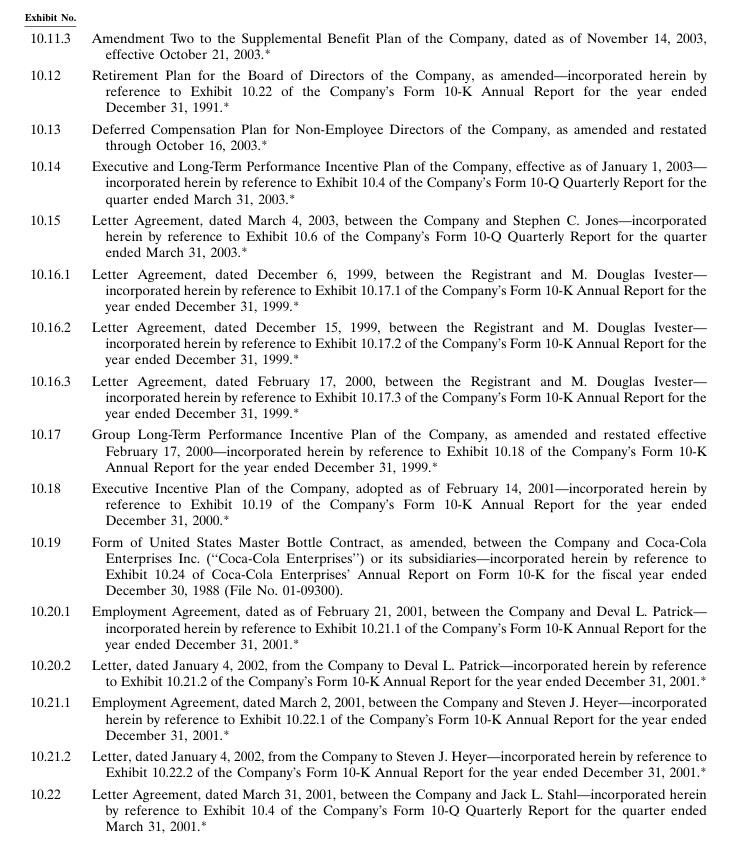 Exhibit No.
10.11.3 Amendment Two to the Supplemental Benefit Plan of the Company, dated as of November 14, 2003,
effective October 21, 2003.*
10.12 Retirement Plan for the Board of Directors of the Company, as amended—incorporated herein by
reference to Exhibit 10.22 of the Company's Form 10-K Annual Report for the year ended
December 31, 1991.*
10.13 Deferred Compensation Plan for Non-Employee Directors of the Company, as amended and restated
through October 16, 2003.*
10.14 Executive and Long-Term Performance Incentive Plan of the Company, effective as of January 1, 2003—
incorporated herein by reference to Exhibit 10.4 of the Company's Form 10-Q Quarterly Report for the
quarter ended March 31, 2003.*
10.15 Letter Agreement, dated March 4, 2003, between the Company and Stephen C. Jones—incorporated
herein by reference to Exhibit 10.6 of the Company's Form 10-Q Quarterly Report for the quarter
ended March 31, 2003.*
10.16.1 Letter Agreement, dated December 6, 1999, between the Registrant and M. Douglas Ivester—
incorporated herein by reference to Exhibit 10.17.1 of the Company's Form 10-K Annual Report for the
year ended December 31, 1999.*
10.16.2 Letter Agreement, dated December 15, 1999, between the Registrant and M. Douglas Ivester—
incorporated herein by reference to Exhibit 10.17.2 of the Company's Form 10-K Annual Report for the
year ended December 31, 1999.*
10.16.3 Letter Agreement, dated February 17, 2000, between the Registrant and M. Douglas Ivester—
incorporated herein by reference to Exhibit 10.17.3 of the Company's Form 10-K Annual Report for the
year ended December 31, 1999.*
10.17 Group Long-Term Performance Incentive Plan of the Company, as amended and restated effective
February 17, 2000—incorporated herein by reference to Exhibit 10.18 of the Company's Form 10-K
Annual Report for the year ended December 31, 1999.*
10.18 Executive Incentive Plan of the Company, adopted as of February 14, 2001—incorporated herein by
reference to Exhibit 10.19 of the Company's Form 10-K Annual Report for the year ended
December 31, 2000.*
10.19 Form of United States Master Bottle Contract, as amended, between the Company and Coca-Cola
Enterprises Inc. (“Coca-Cola Enterprises”) or its subsidiaries—incorporated herein by reference to
Exhibit 10.24 of Coca-Cola Enterprises' Annual Report on Form 10-K for the fiscal year ended
December 30, 1988 (File No. 01-09300).
10.20.1 Employment Agreement, dated as of February 21, 2001, between the Company and Deval L. Patrick—
incorporated herein by reference to Exhibit 10.21.1 of the Company's Form 10-K Annual Report for the
year ended December 31, 2001.*
10.20.2 Letter, dated January 4, 2002, from the Company to Deval L. Patrick—incorporated herein by reference
to Exhibit 10.21.2 of the Company's Form 10-K Annual Report for the year ended December 31, 2001.*
10.21.1 Employment Agreement, dated March 2, 2001, between the Company and Steven J. Heyer—incorporated
herein by reference to Exhibit 10.22.1 of the Company's Form 10-K Annual Report for the year ended
December 31, 2001.*
10.21.2 Letter, dated January 4, 2002, from the Company to Steven J. Heyer—incorporated herein by reference to
Exhibit 10.22.2 of the Company's Form 10-K Annual Report for the year ended December 31, 2001.*
10.22 Letter Agreement, dated March 31, 2001, between the Company and Jack L. Stahl—incorporated herein
by reference to Exhibit 10.4 of the Company's Form 10-Q Quarterly Report for the quarter ended
March 31, 2001.*